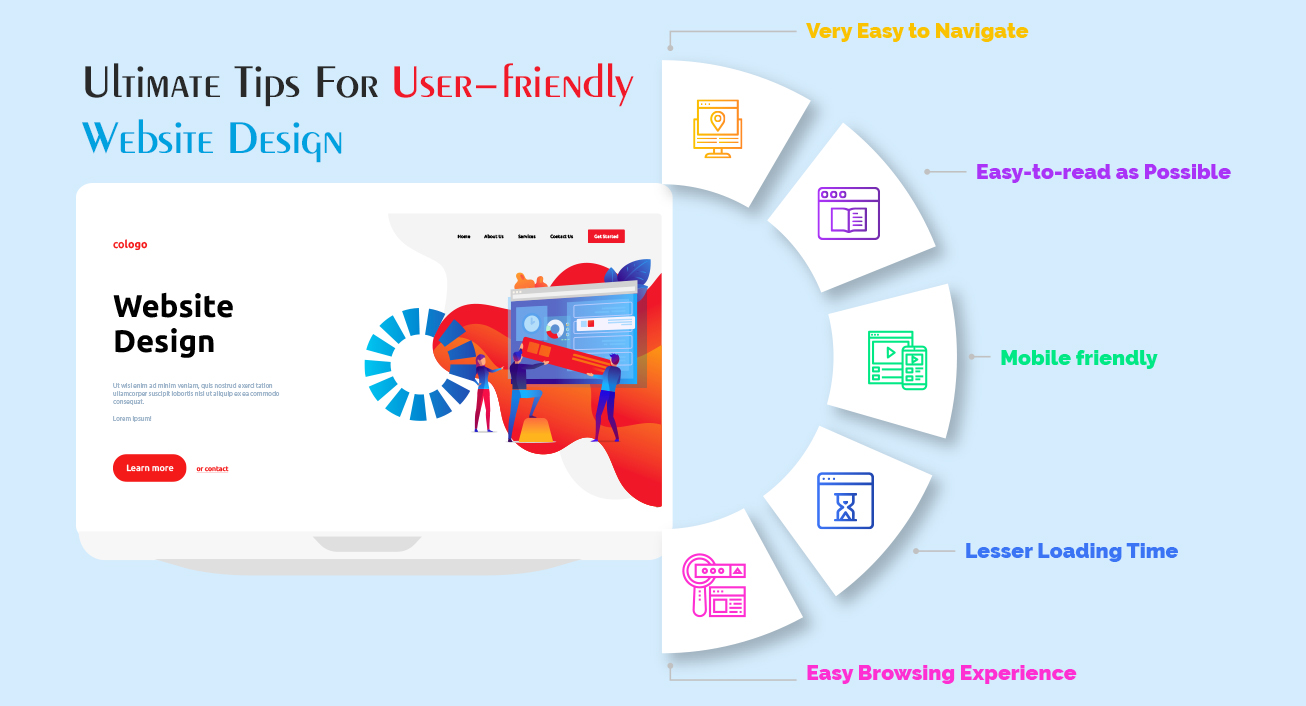 Ultimate Tips For User-friendly
Website Design
cologo
Home About Us Services Contact Us Get Started
Website
Design
Ut wisi enim ad minim veniam, quis nostrud exerd tation
ullamcorper suscipit lobortis nisl ut aliquip ex ea commodo
consequat.
Lorem Ipsum!
Learn more or contact
Very Easy to Navigate
Easy-to-read as Possible
Mobile friendly
Lesser Loading Time
Easy Browsing Experience